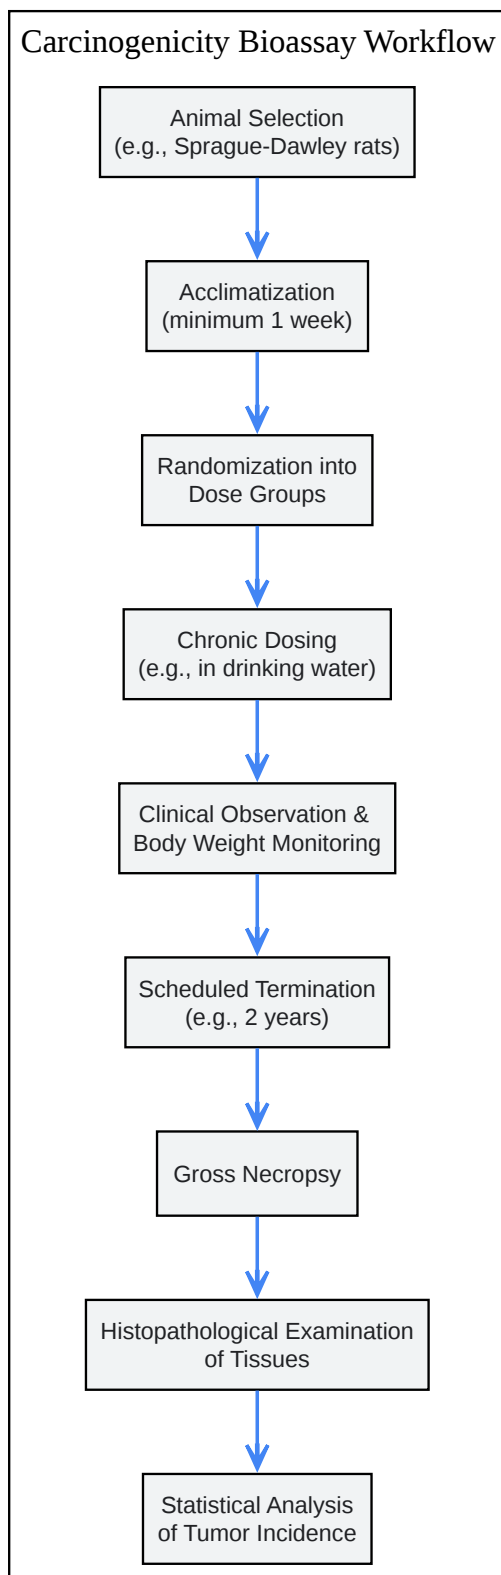 Carcinogenicity Bioassay Workflow
Animal Selection
(e.g., Sprague-Dawley rats)
Acclimatization
(minimum 1 week)
Randomization into
Dose Groups
Chronic Dosing
(e.g., in drinking water)
Clinical Observation &
Body Weight Monitoring
Scheduled Termination
(e.g., 2 years)
Gross Necropsy
Histopathological Examination
of Tissues
Statistical Analysis
of Tumor Incidence